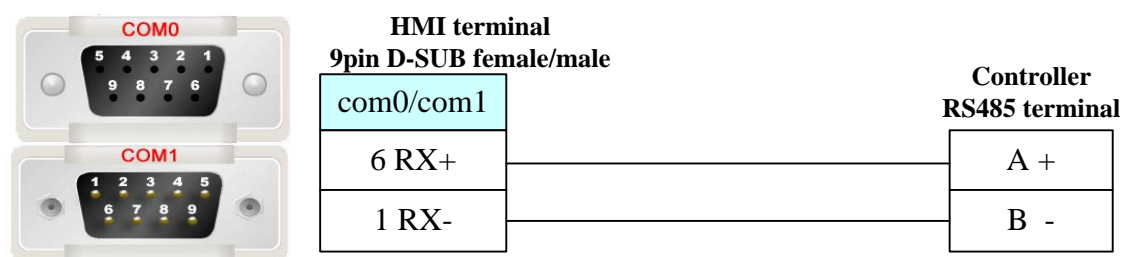 COM0
5 4 3 2 1
9 8 7 6
COM1
1 2 3 4 5
6 7 8 9
HMI terminal
9pin D-SUB female/male
com0/com1
6 RX+
1 RX-
Controller
RS485 terminal
A +
B -